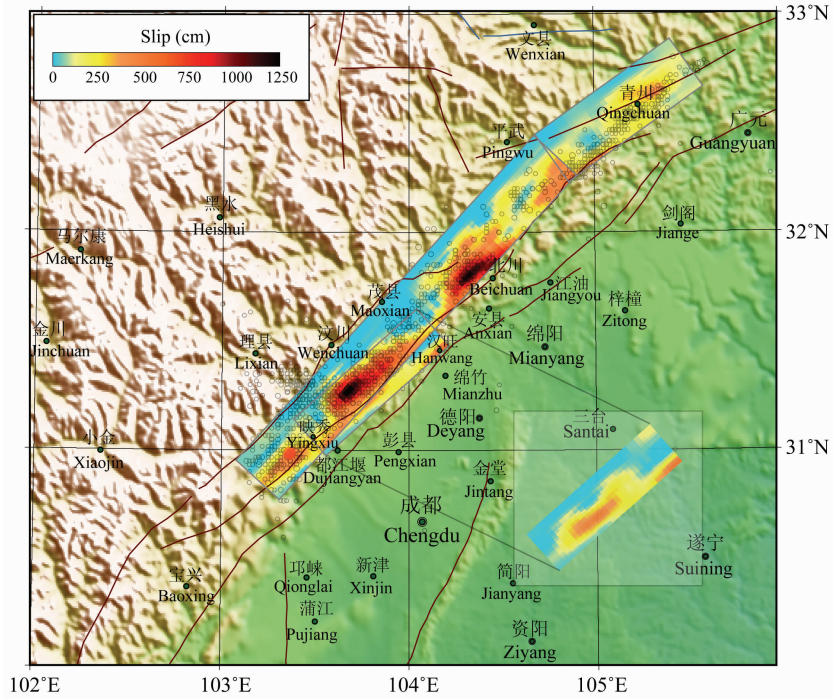 33°N
Slip (cm)
0 250 500 750 1000 1250
文县
Wenxian
青川
Qingchuan
广元
Guangyuan
平武
Pingwu
黑水
Heishui
剑阁
Jiange
32°N
马尔康
Maerkang
北川
Beichuan
江油
Jiangyou
茂县
Maoxian
梓橦
Zitong
安县
Anxian
金川
Jinchuan
理县
Lixian
汶川
Wenchuan
汉旺
Hanwang
绵阳
Mianyang
绵竹
Mianzhu
德阳
Deyang
三台
Santai
小金
Xiaojin
映秀
Yingxiu
彭县
Pengxian
31°N
都江堰
Dujiangyan
金堂
Jintang
成都
Chengdu
遂宁
Suining
宝兴
Baoxing
邛崃
Qionglai
新津
Xinjin
简阳
Jianyang
蒲江
Pujiang
资阳
Ziyang
102°E 103°E 104°E 105°E